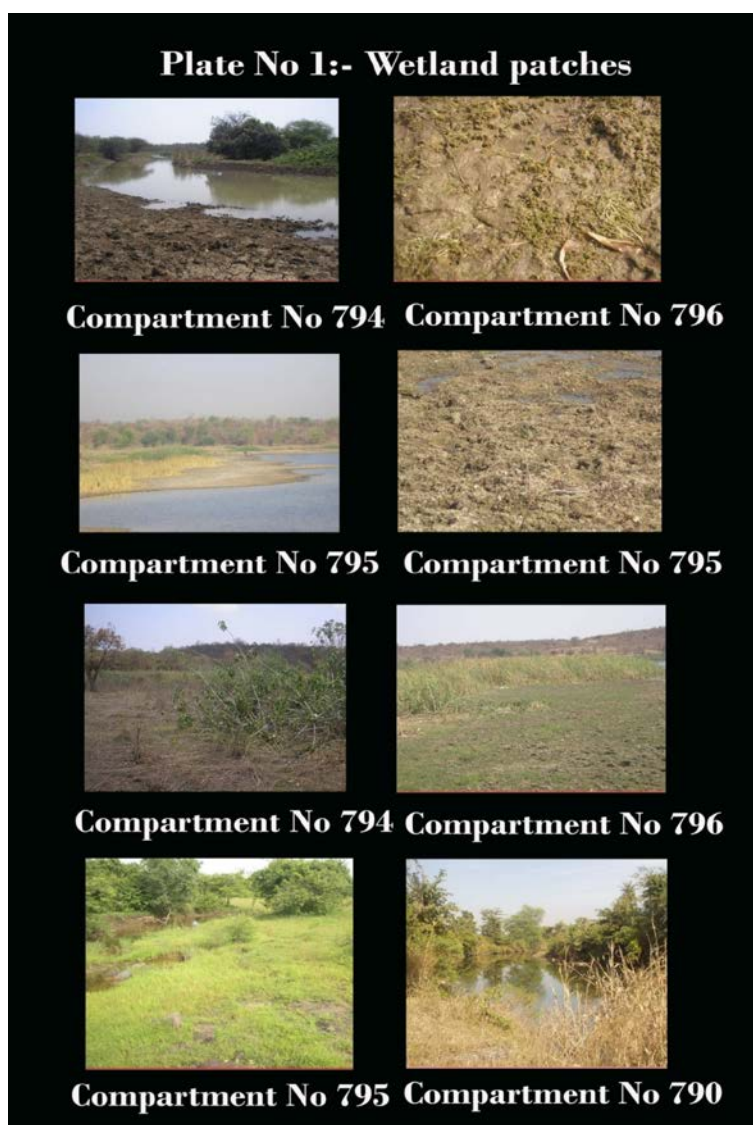 Plate No 1:- Wetland patches
Compartment No 794 Compartment No 796
Compartment No 795 Compartment No 795
Compartment No 794 Compartment No 796
Compartment No 795 Compartment No 790